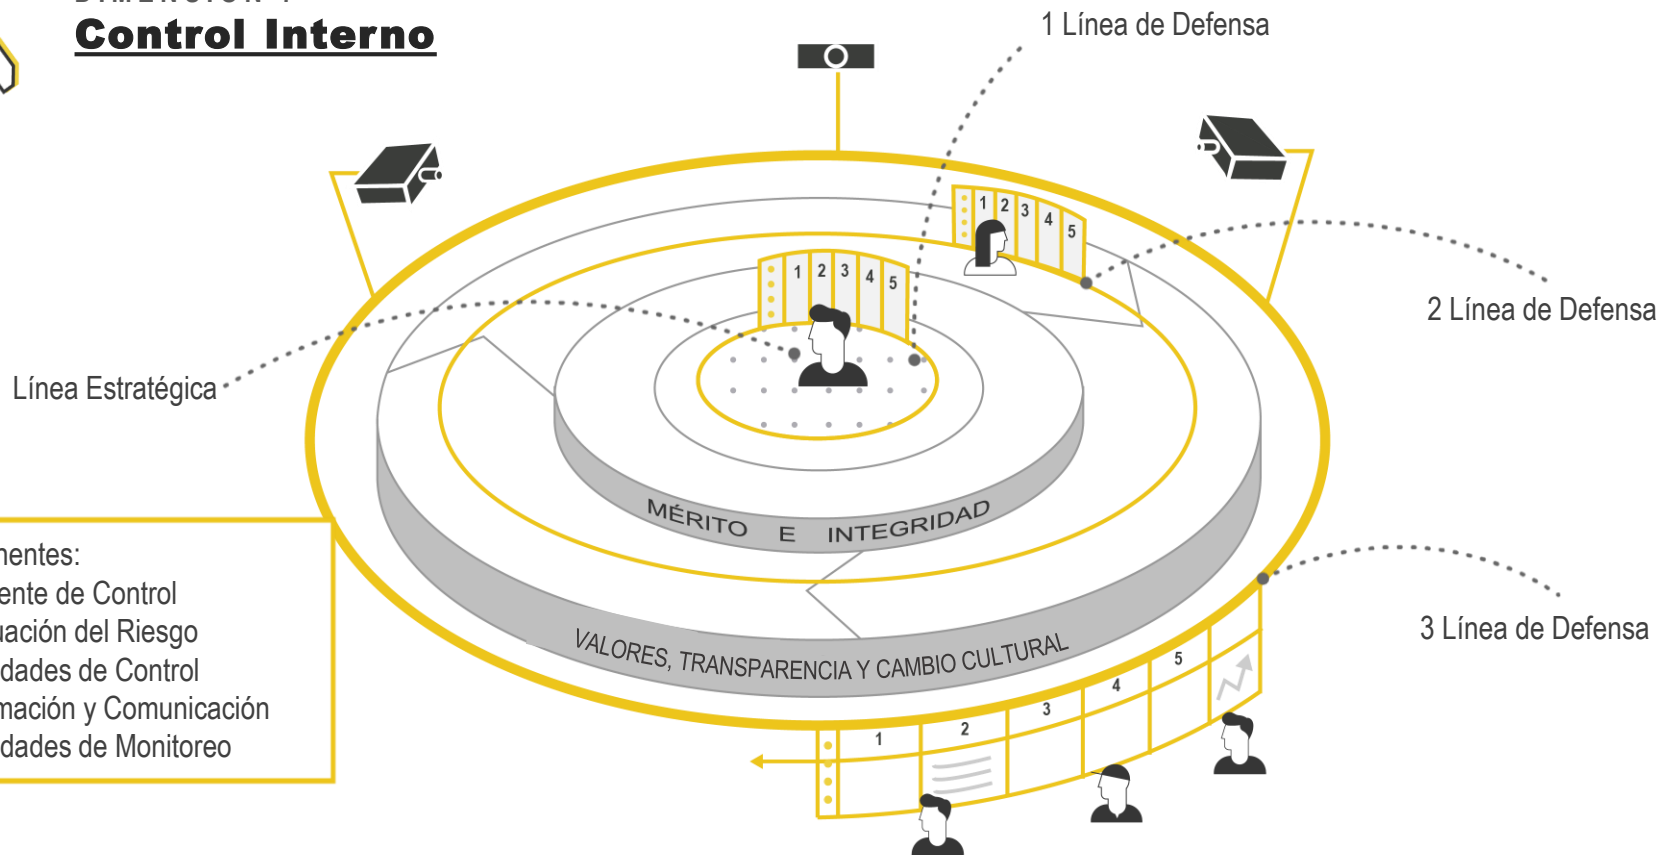 Control Interno
1 Línea de Defensa
1 2 3 4 5
1 2 3 4 5
2 Línea de Defensa
Línea Estratégica
MÉRITO E INTEGRIDAD
nentes:
ente de Control
uación del Riesgo
dades de Control
mación y Comunicación
dades de Monitoreo
VALORES, TRANSPARENCIA Y CAMBIO CULTURAL
3 Línea de Defensa
1 2 3 4 5